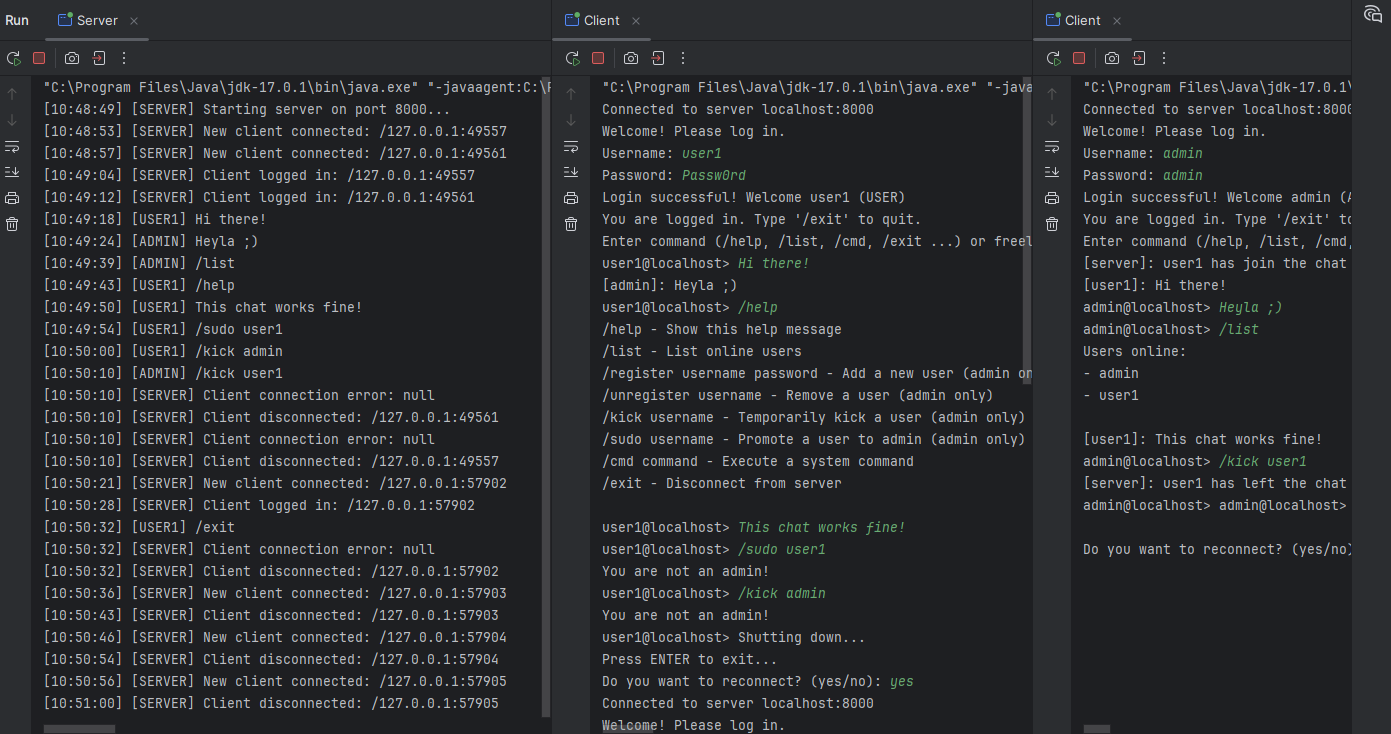 Run
Server
"C:\Program Files\Java\jdk-17.0.1\bin\java.exe" "-javaagent:C:\
[10:48:49] [SERVER] Starting server on port 8000...
[10:48:53] [SERVER] New client connected: /127.0.0.1:49557
[10:48:57] [SERVER] New client connected: /127.0.0.1:49561
[10:49:04] [SERVER] Client logged in: /127.0.0.1:49557
[10:49:12] [SERVER] Client logged in: /127.0.0.1:49561
[10:49:18] [USER1] Hi there!
[10:49:24] [ADMIN] Heyla ;)
[10:49:39] [ADMIN] /list
[10:49:43] [USER1] /help
[10:49:50] [USER1] This chat works fine!
[10:49:54] [USER1] /sudo user1
[10:50:00] [USER1] /kick admin
[10:50:10] [ADMIN] /kick user1
[10:50:10] [SERVER] Client connection error: null
[10:50:10] [SERVER] Client disconnected: /127.0.0.1:49561
[10:50:10] [SERVER] Client connection error: null
[10:50:10] [SERVER] Client disconnected: /127.0.0.1:49557
[10:50:21] [SERVER] New client connected: /127.0.0.1:57902
[10:50:28] [SERVER] Client logged in: /127.0.0.1:57902
[10:50:32] [USER1] /exit
[10:50:32] [SERVER] Client connection error: null
[10:50:32] [SERVER] Client disconnected: /127.0.0.1:57902
[10:50:36] [SERVER] New client connected: /127.0.0.1:57903
[10:50:43] [SERVER] Client disconnected: /127.0.0.1:57903
[10:50:46] [SERVER] New client connected: /127.0.0.1:57904
[10:50:54] [SERVER] Client disconnected: /127.0.0.1:57904
[10:50:56] [SERVER] New client connected: /127.0.0.1:57905
[10:51:00] [SERVER] Client disconnected: /127.0.0.1:57905
Client
"C:\Program Files\Java\jdk-17.0.1\bin\java.exe" "-java
Connected to server localhost:8000
Welcome! Please log in.
Username: user1
Password: Passw0rd
Login successful! Welcome user1 (USER)
You are logged in. Type '/exit' to quit.
Enter command (/help, /list, /cmd, /exit ...) or freel
user1@localhost> Hi there!
[admin]: Heyla ;)
user1@localhost> /help
/help - Show this help message
/list - List online users
/register username password - Add a new user (admin on
/unregister username - Remove a user (admin only)
/kick username - Temporarily kick a user (admin only)
/sudo username - Promote a user to admin (admin only)
/cmd command - Execute a system command
/exit - Disconnect from server
user1@localhost> This chat works fine!
user1@localhost> /sudo user1
You are not an admin!
user1@localhost> /kick admin
You are not an admin!
user1@localhost> Shutting down...
Press ENTER to exit...
Do you want to reconnect? (yes/no): yes
Connected to server localhost:8000
Welcome! Please log in.
Client
"C:\Program Files\Java\jdk-17.0.1\
Connected to server localhost:8000
Welcome! Please log in.
Username: admin
Password: admin
Login successful! Welcome admin (A
You are logged in. Type '/exit' to
Enter command (/help, /list, /cmd,
[server]: user1 has join the chat
[user1]: Hi there!
admin@localhost> Heyla ;)
admin@localhost> /list
Users online:
- admin
- user1
[user1]: This chat works fine!
admin@localhost> /kick user1
[server]: user1 has left the chat
admin@localhost> admin@localhost>
Do you want to reconnect? (yes/no)